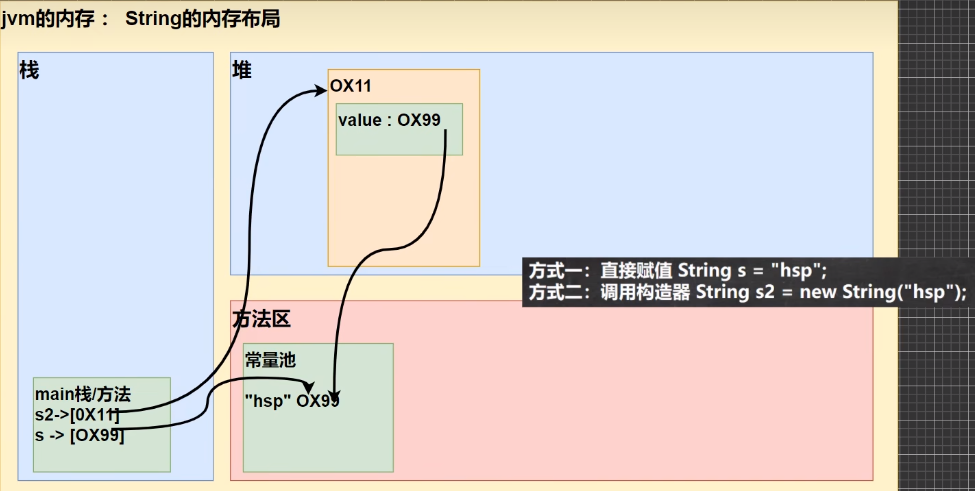 jvm的内存： String的内存布局
栈
堆
OX11
value : OX99
方式一：直接赋值 String s = "hsp";
方式二：调用构造器 String s2 = new String("hsp");
方法区
常量池
"hsp" OX99
main栈/方法
s2->[0X11]
s -> [OX99]